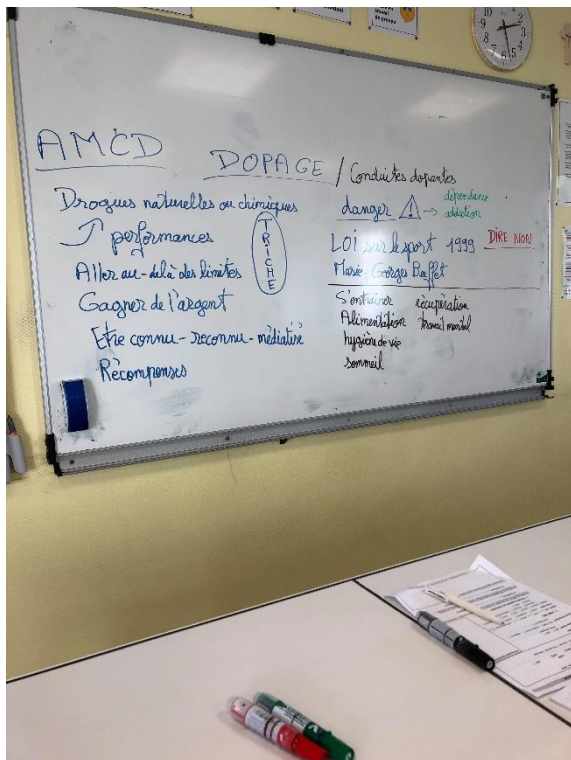 AMCD DOPAGE / Conduites dopantes
Drogues naturelles ou chimiques
performances
Aller au-delà des limites
Gagner de l'argent
Etre connu - reconnu - médiatisé
Récompenses
TRICHE
danger ⚠ → dépendance
addiction
Loi sur le sport 1999 DIRE NON
Marie-Georges Buffet
S'entraîner récupération
Alimentation travail mental
hygiène de vie
sommeil